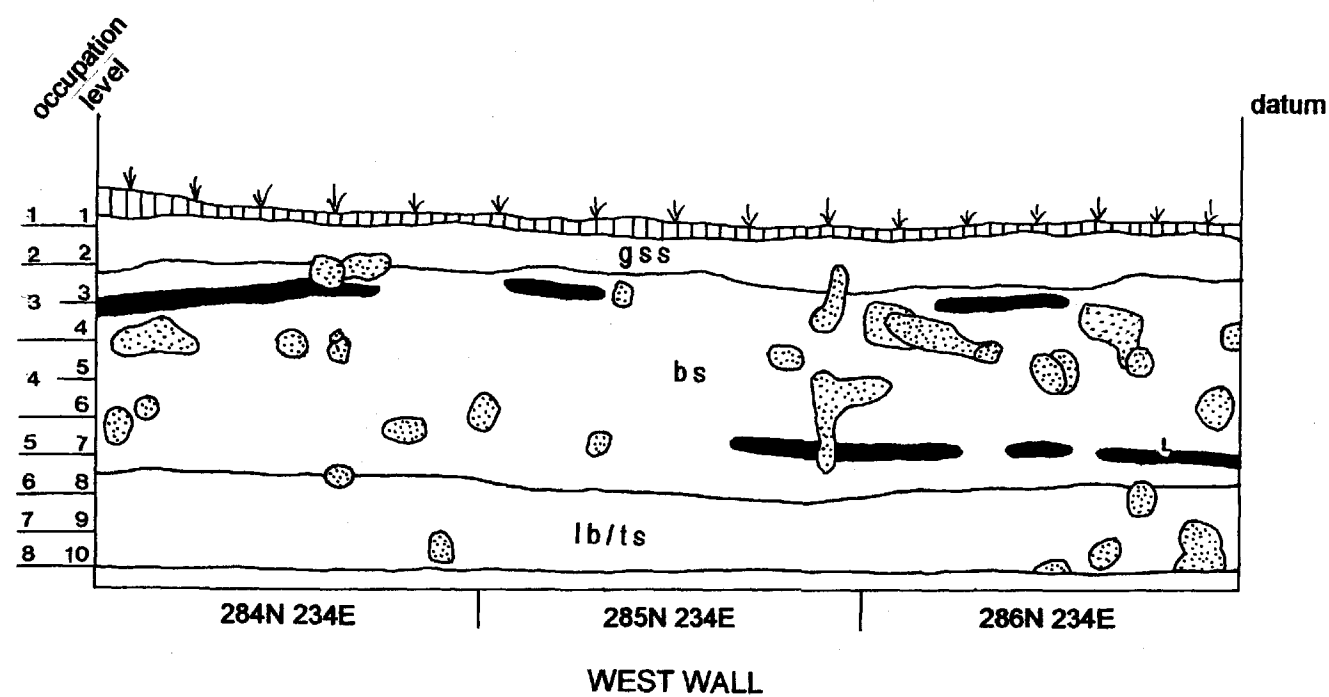 occupation
level
datum
1 1
gss
2 2
3 3
4
bs
5
4
6
5 7
L
6 8
7 9
lb/ts
8 10
284N 234E
285N 234E
286N 234E
WEST WALL